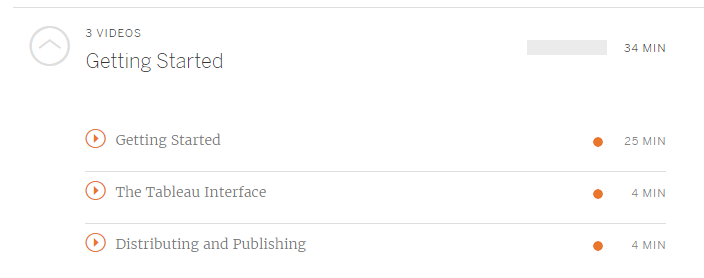 3 VIDEOS
Getting Started
34 MIN
Getting Started
25 MIN
The Tableau Interface
4 MIN
Distributing and Publishing
4 MIN